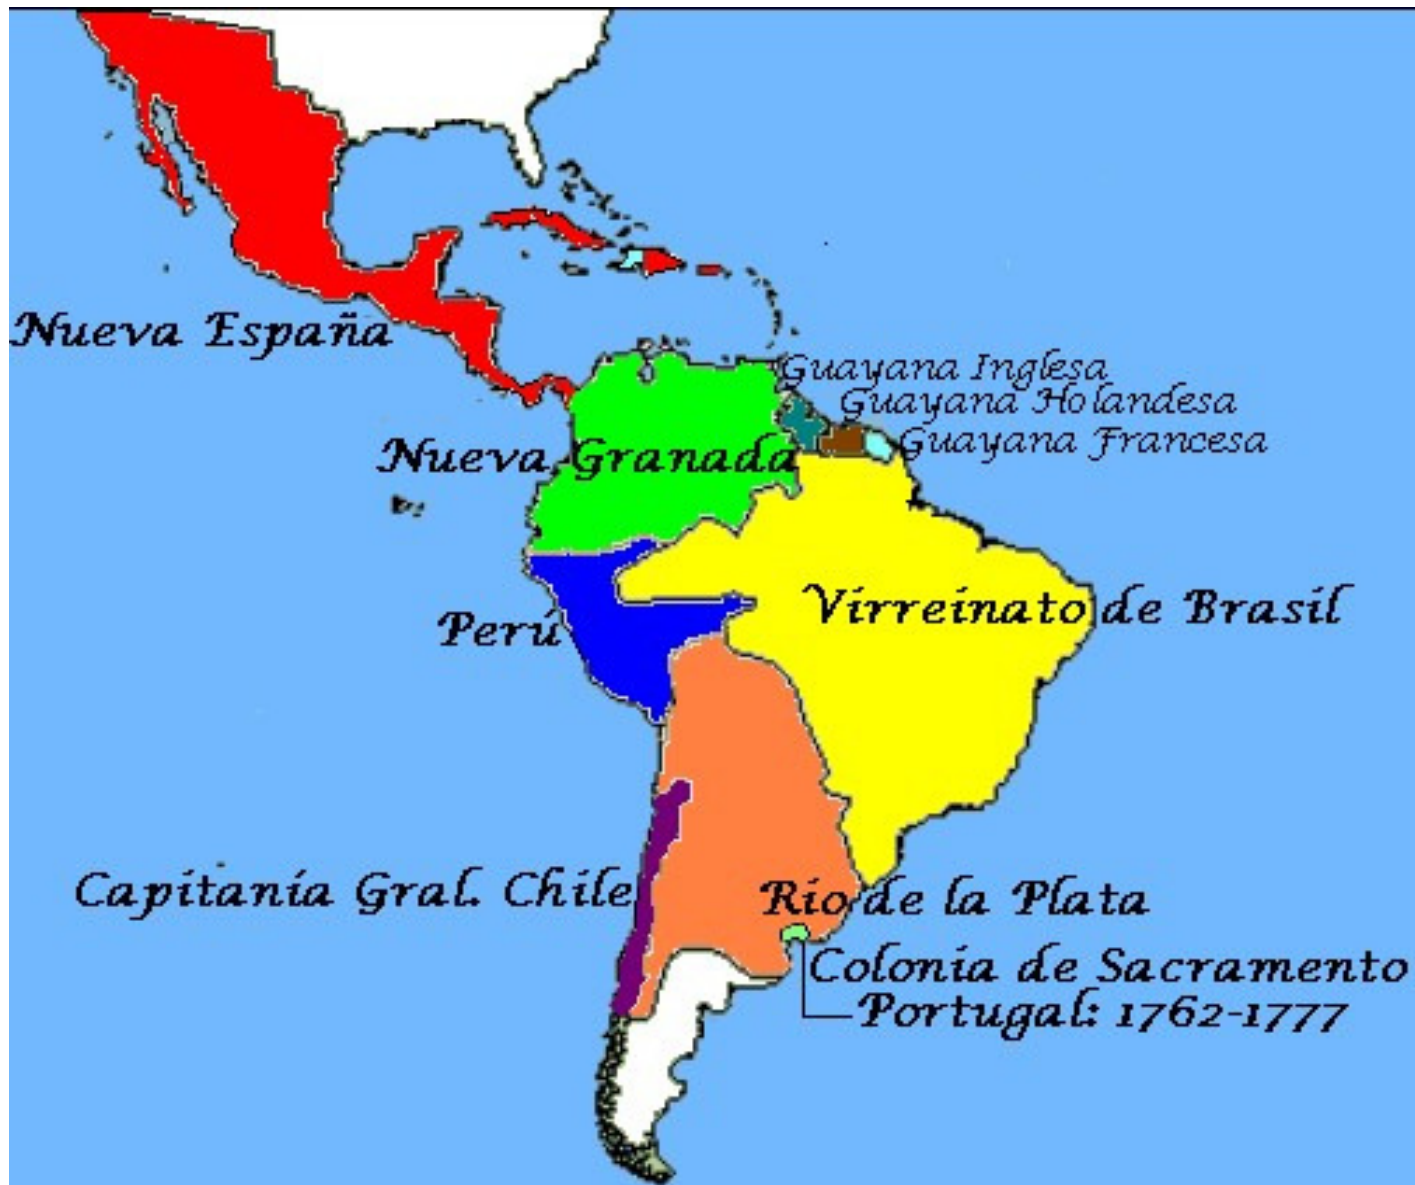 Nueva España
Guayana Inglesa
Guayana Holandesa
Guayana Francesa
Nueva Granada
Virreinato de Brasil
Perú
Capitanía Gral. Chile
Río de la Plata
Colonia de Sacramento
Portugal: 1762-1777